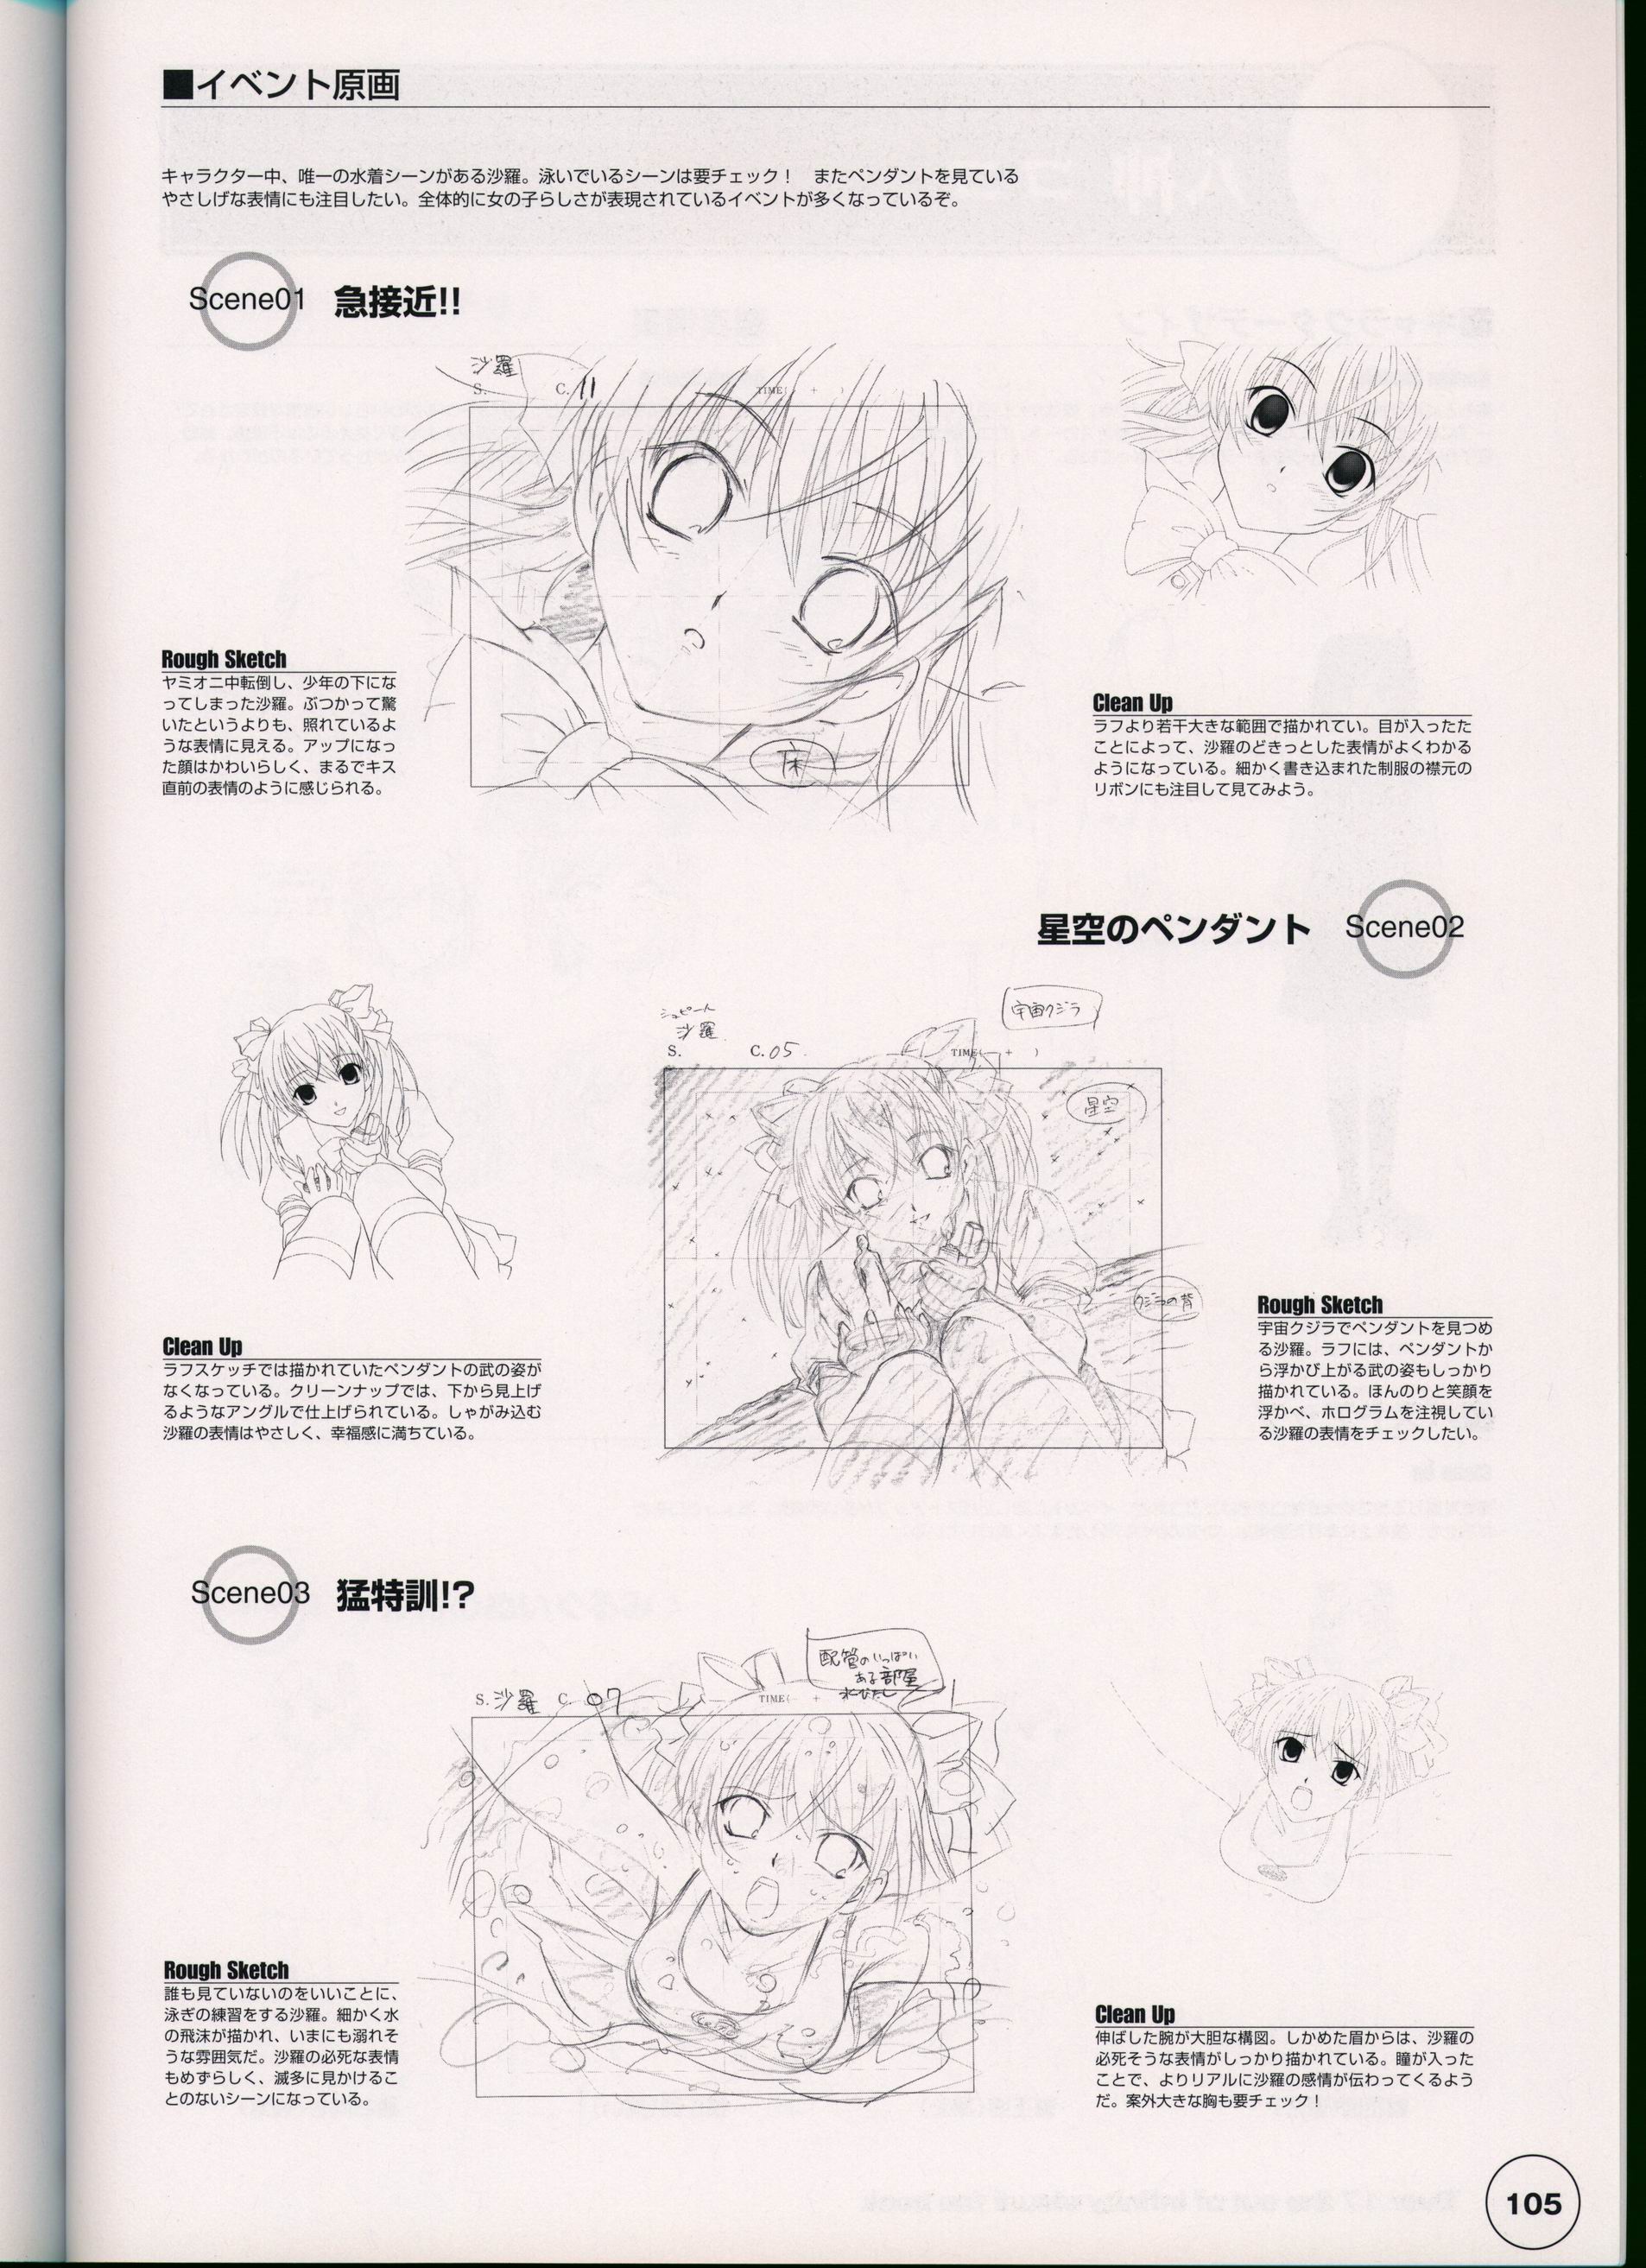 ■イベント原画
キャラクター中、唯一の水着シーンがある沙羅。泳いでいるシーンは要チェック！　またペンダントを見ている
やさしげな表情にも注目したい。全体的に女の子らしさが表現されているイベントが多くなっているぞ。
Scene01 急接近!!
沙羅
S. C. 11 TIME( + )
床
Rough Sketch
ヤミオニ中転倒し、少年の下にな
ってしまった沙羅。ぶつかって驚
いたというよりも、照れているよ
うな表情に見える。アップになっ
た顔はかわいらしく、まるでキス
直前の表情のように感じられる。
Clean Up
ラフより若干大きな範囲で描かれてい。目が入ったた
ことによって、沙羅のどきっとした表情がよくわかる
ようになっている。細かく書き込まれた制服の襟元の
リボンにも注目して見てみよう。
星空のペンダント Scene02
宇宙クジラ
沙羅
S. C. 05 TIME( + )
星空
クジラの背
Clean Up
ラフスケッチでは描かれていたペンダントの武の姿が
なくなっている。クリーンナップでは、下から見上げ
るようなアングルで仕上げられている。しゃがみ込む
沙羅の表情はやさしく、幸福感に満ちている。
Rough Sketch
宇宙クジラでペンダントを見つめ
る沙羅。ラフには、ペンダントか
ら浮かび上がる武の姿もしっかり
描かれている。ほんのりと笑顔を
浮かべ、ホログラムを注視してい
る沙羅の表情をチェックしたい。
Scene03 猛特訓!?
配管のいっぱい
ある部屋
水びたし
S. 沙羅 C. 07 TIME( + )
Rough Sketch
誰も見ていないのをいいことに、
泳ぎの練習をする沙羅。細かく水
の飛沫が描かれ、いまにも溺れそ
うな雰囲気だ。沙羅の必死な表情
もめずらしく、滅多に見かけるこ
とのないシーンになっている。
Clean Up
伸ばした腕が大胆な構図。しかめた眉からは、沙羅の
必死そうな表情がしっかり描かれている。瞳が入った
ことで、よりリアルに沙羅の感情が伝わってくるよう
だ。案外大きな胸も要チェック！
105